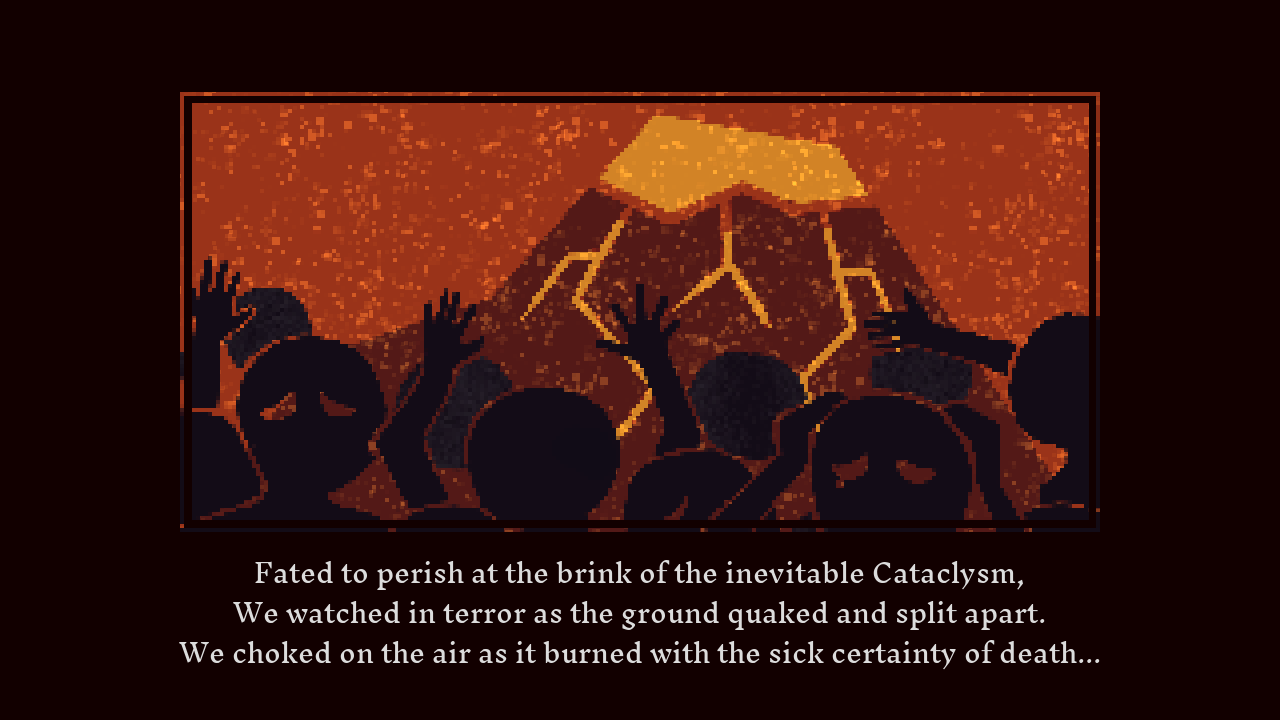 Fated to perish at the brink of the inevitable Cataclysm,
We watched in terror as the ground quaked and split apart.
We choked on the air as it burned with the sick certainty of death...